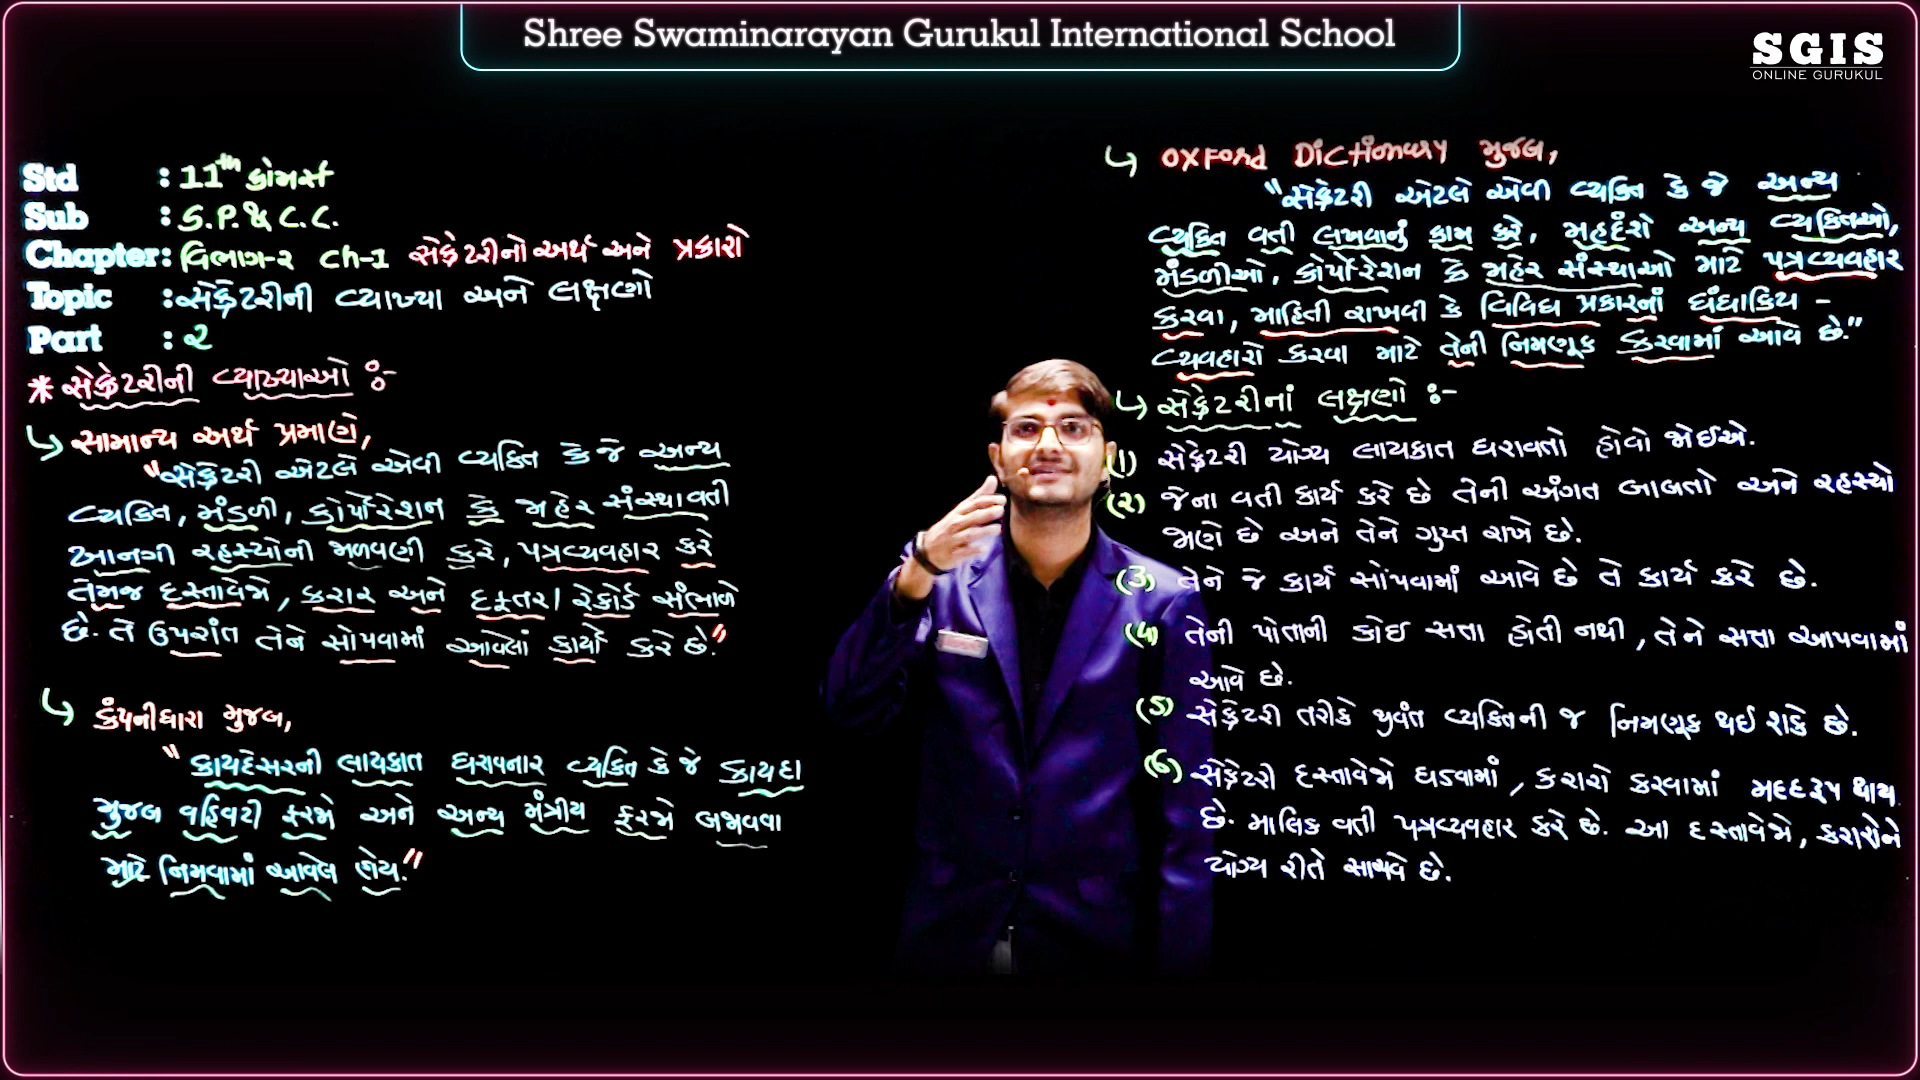 Shree Swaminarayan Gurukul International School
SGIS
ONLINE GURUKUL
Std : 11th કોમર્સ
Sub : S.P. & C.C.
Chapter: વિભાગ-૨ ch-1 સેક્રેટરીનો અર્થ અને પ્રકારો
Topic : સેક્રેટરીની વ્યાખ્યા અને લક્ષણો
Part : ૨
* સેક્રેટરીની વ્યાખ્યાઓ :-
↳ સામાન્ય અર્થ પ્રમાણે,
"સેક્રેટરી એટલે એવી વ્યક્તિ કે જે અન્ય
વ્યક્તિ, મંડળી, કોર્પોરેશન કે જાહેર સંસ્થાવતી
ખાનગી રહસ્યોની જાળવણી કરે, પત્રવ્યવહાર કરે
તેમજ દસ્તાવેજો, કરાર અને દફતર/રેકોર્ડ સંભાળે
છે. તે ઉપરાંત તેને સોંપવામાં આવેલાં કાર્યો કરે છે."
↳ કંપનીધારા મુજબ,
"કાયદેસરની લાયકાત ધરાવનાર વ્યક્તિ કે જે કાયદા
મુજબ વહિવટી ફરજો અને અન્ય મંત્રીય ફરજો બજાવવા
માટે નિમવામાં આવેલ હોય."
↳ Oxford Dictionary મુજબ,
"સેક્રેટરી એટલે એવી વ્યક્તિ કે જે અન્ય
વ્યક્તિ વતી લખવાનું કામ કરે, મહદંશે અન્ય વ્યક્તિઓ,
મંડળીઓ, કોર્પોરેશન કે જાહેર સંસ્થાઓ માટે પત્રવ્યવહાર
કરવા, માહિતી રાખવી કે વિવિધ પ્રકારનાં ધંધાકિય -
વ્યવહારો કરવા માટે તેની નિમણૂક કરવામાં આવે છે."
↳ સેક્રેટરીનાં લક્ષણો :-
(1) સેક્રેટરી યોગ્ય લાયકાત ધરાવતો હોવો જોઈએ.
(૨) જેના વતી કાર્ય કરે છે તેની અંગત બાબતો અને રહસ્યો
જાણે છે અને તેને ગુપ્ત રાખે છે.
(3) તેને જે કાર્ય સોંપવામાં આવે છે તે કાર્ય કરે છે.
(4) તેની પોતાની કોઈ સત્તા હોતી નથી, તેને સત્તા આપવામાં
આવે છે.
(5) સેક્રેટરી તરીકે જીવંત વ્યક્તિની જ નિમણૂક થઈ શકે છે.
(6) સેક્રેટરી દસ્તાવેજો ઘડવામાં, કરારો કરવામાં મદદરૂપ થાય
છે. માલિક વતી પત્રવ્યવહાર કરે છે. આ દસ્તાવેજો, કરારોને
યોગ્ય રીતે સાચવે છે.